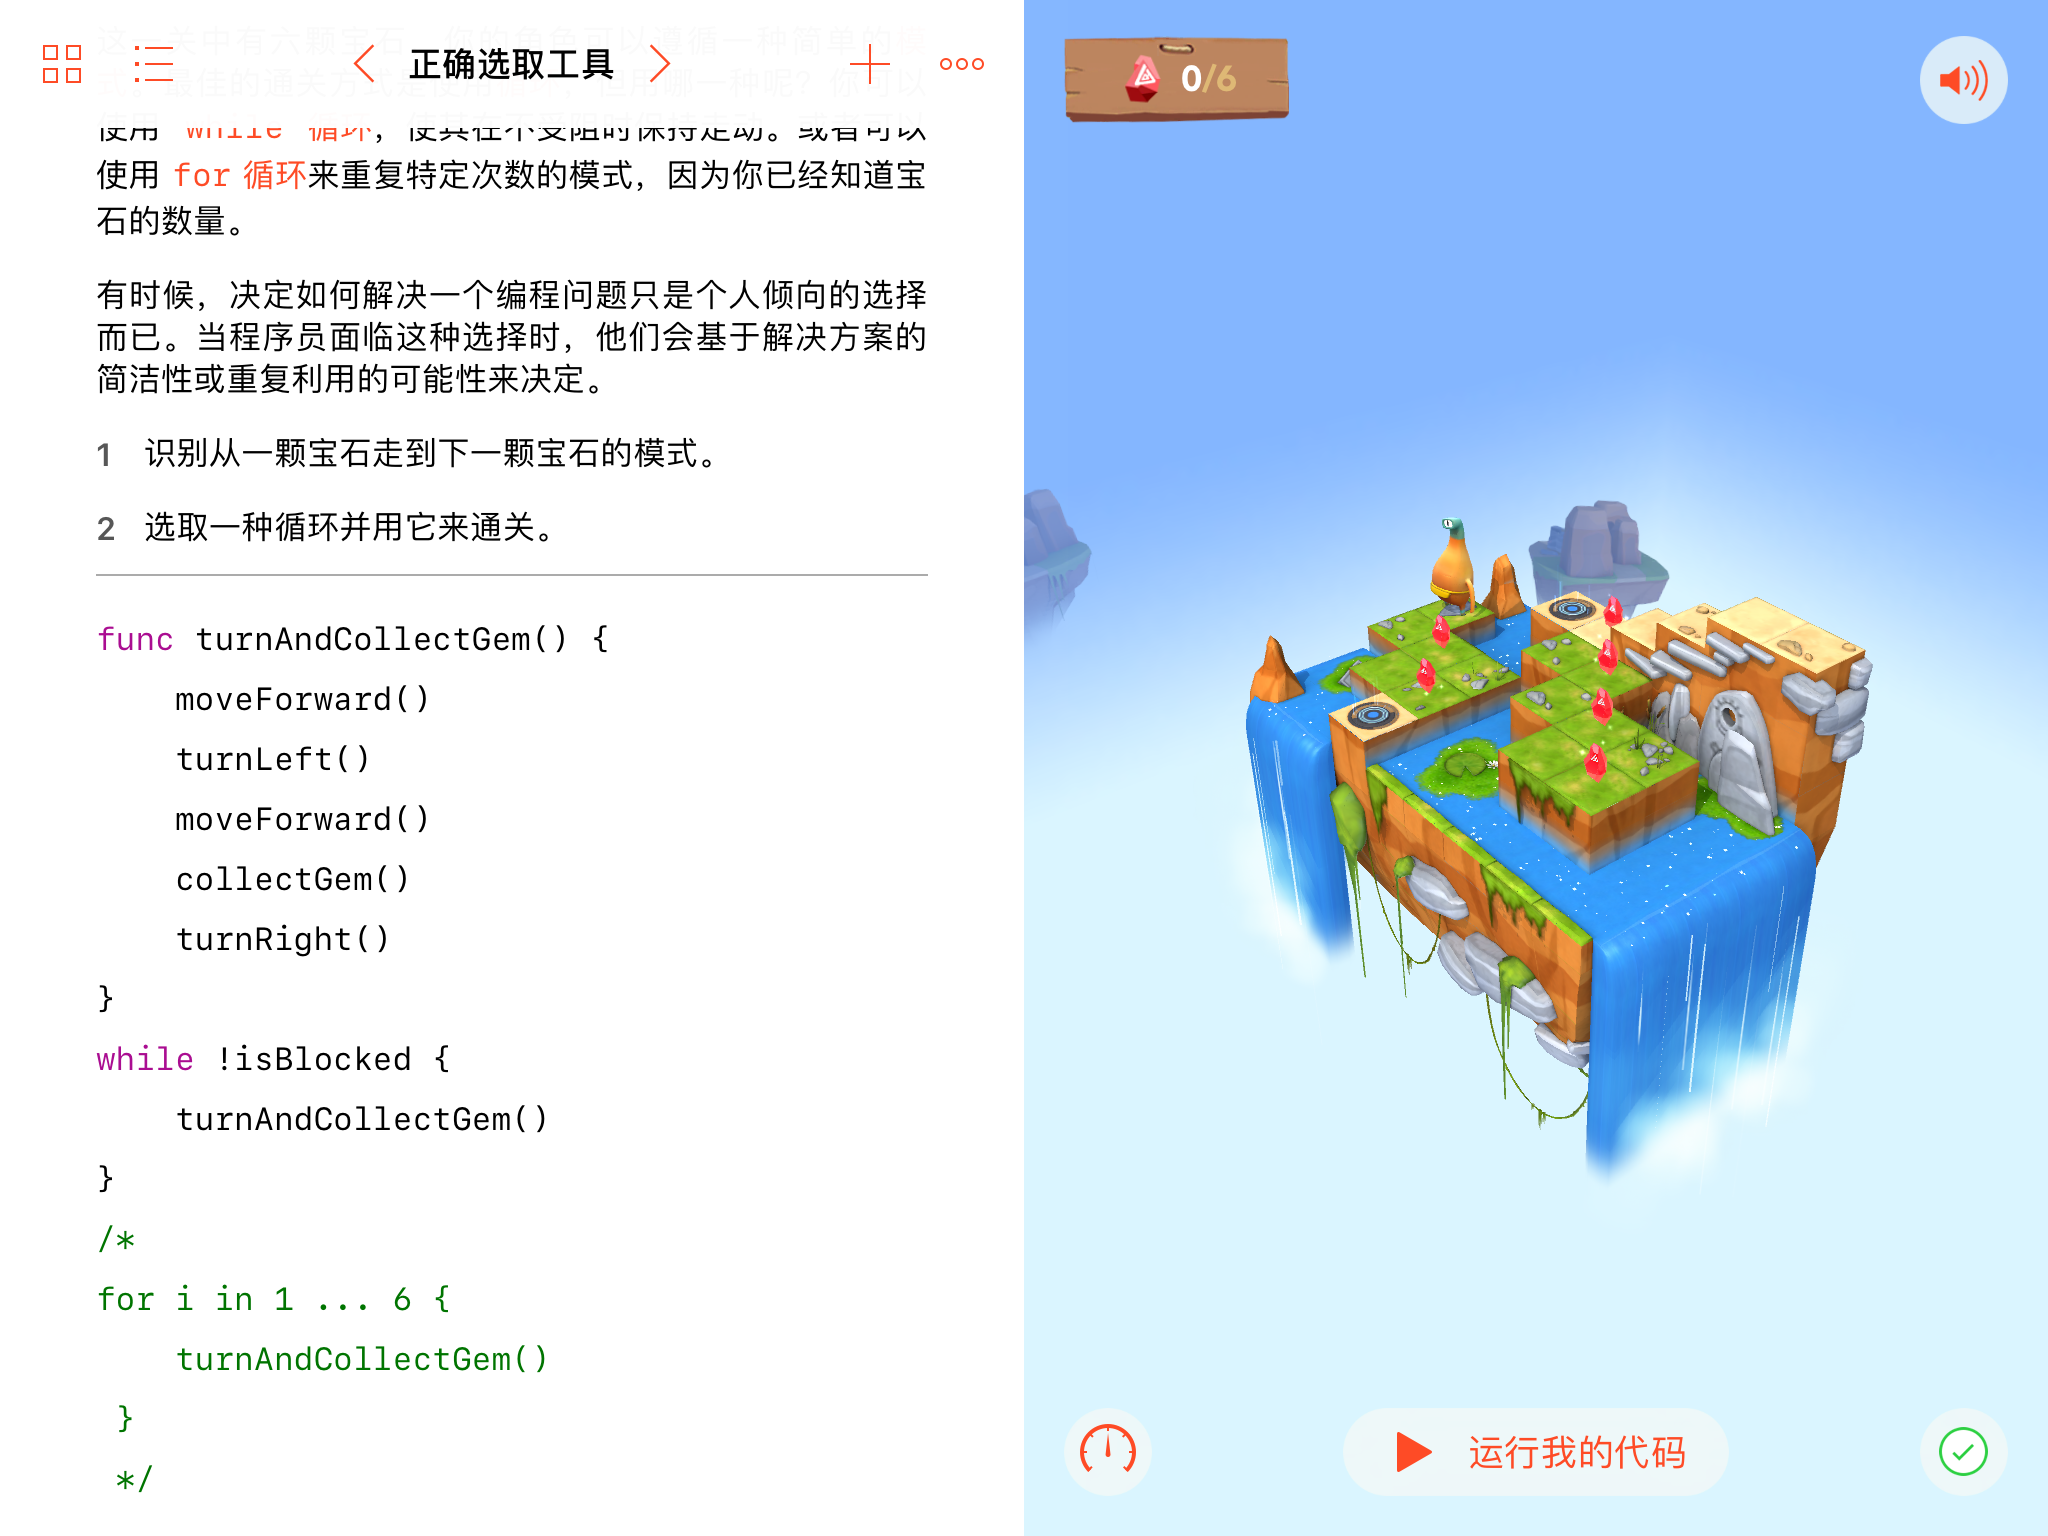 正确选取工具
这一关中有六颗宝石，你的角色可以遵循一种简单的模
式。最佳的通关方式是使用循环，但用哪一种呢？你可以
使用 `while` 循环，使其在不受阻时保持走动。或者可以
使用 for 循环来重复特定次数的模式，因为你已经知道宝
石的数量。
有时候，决定如何解决一个编程问题只是个人倾向的选择
而已。当程序员面临这种选择时，他们会基于解决方案的
简洁性或重复利用的可能性来决定。
1 识别从一颗宝石走到下一颗宝石的模式。
2 选取一种循环并用它来通关。
func turnAndCollectGem() {
moveForward()
turnLeft()
moveForward()
collectGem()
turnRight()
}
while !isBlocked {
turnAndCollectGem()
}
/*
for i in 1 ... 6 {
turnAndCollectGem()
}
*/
0/6
运行我的代码